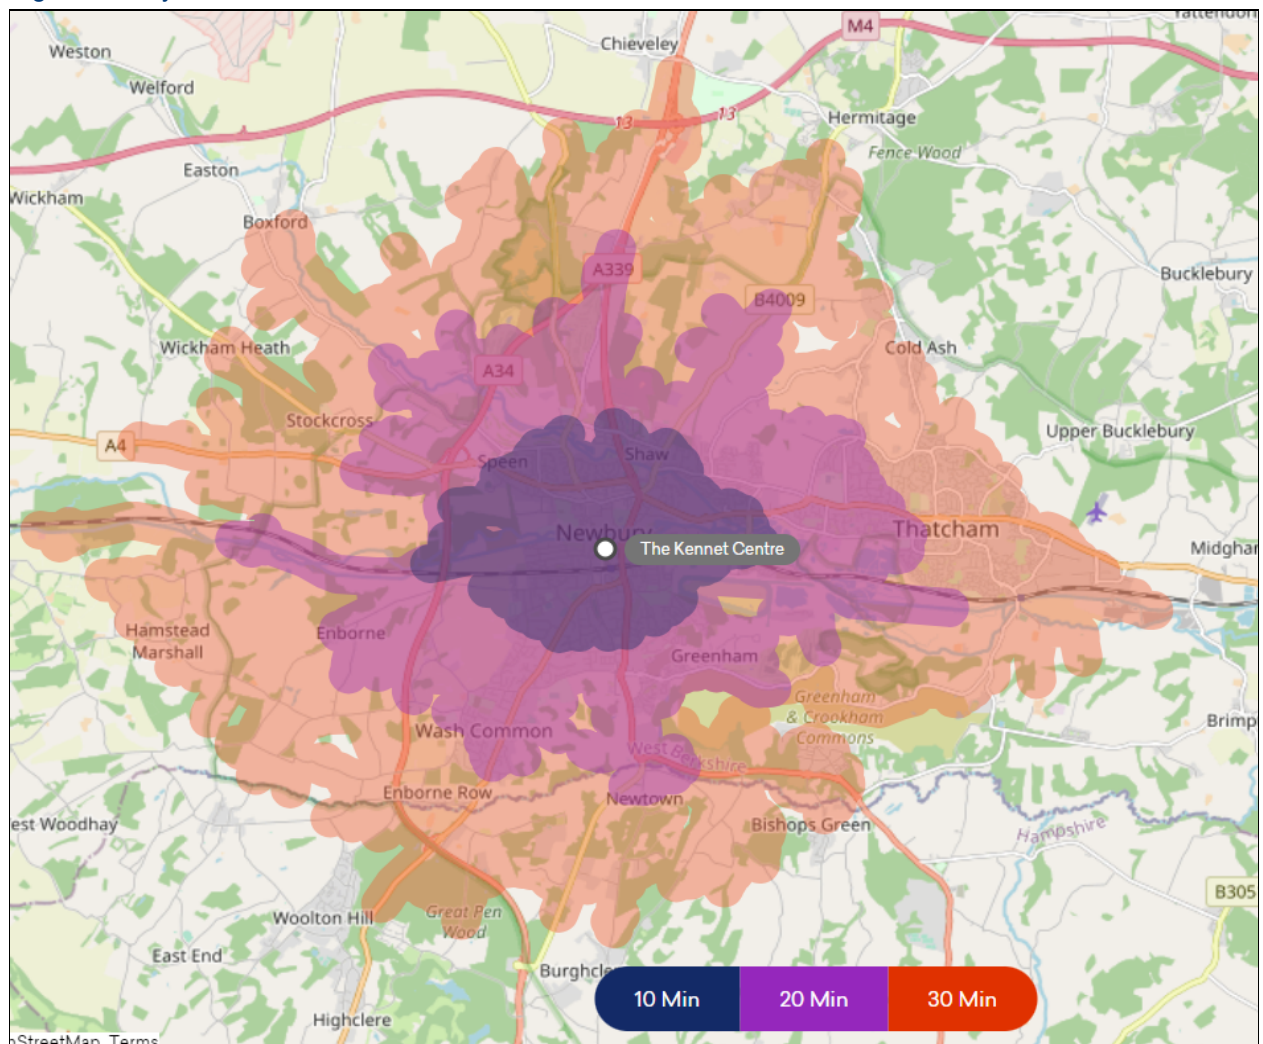 Yattendon
M4
Chieveley
Weston
Welford
13
13
Hermitage
Fence Wood
Easton
Wickham
Boxford
A339
Bucklebury
B4009
Wickham Heath
Cold Ash
A34
Stockcross
A4
Upper Bucklebury
Speen
Shaw
Newbury
Thatcham
The Kennet Centre
Midghar
Hamstead
Marshall
Enborne
Greenham
Greenham
& Crookham
Commons
Brimp
Wash Common
West Berkshire
Enborne Row
Newtown
est Woodhay
Bishops Green
Hampshire
B305
Woolton Hill
Great Pen
Wood
East End
Burghcle
10 Min
20 Min
30 Min
Highclere
StreetMap, Terms